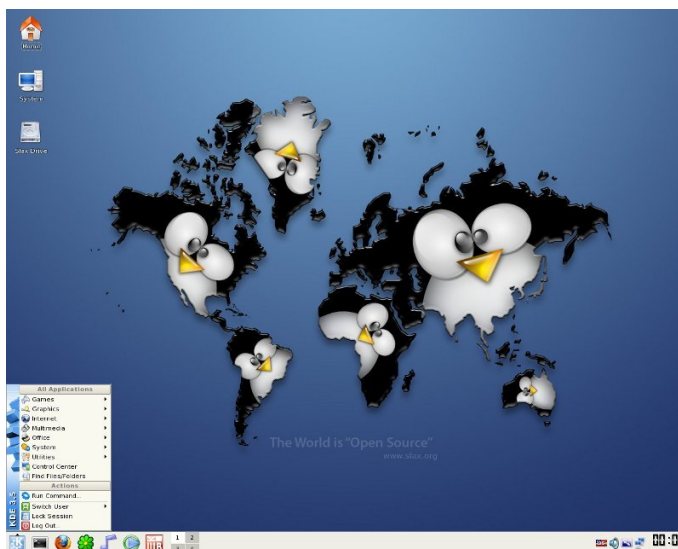 Home
System
Slax Drive
The World is "Open Source"
www.slax.org
All Applications
Games
Graphics
Internet
Multimedia
Office
System
Utilities
Control Center
Find Files/Folders
Actions
Run Command...
Switch User
Lock Session
Log Out...
KDE 3.5
1 2